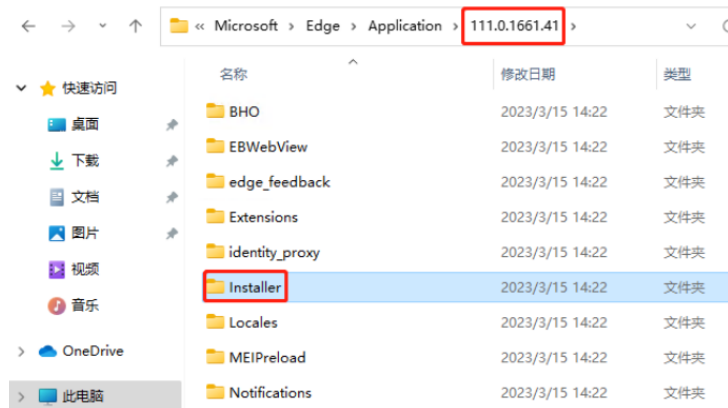 « Microsoft › Edge › Application › 111.0.1661.41 ›
名称 修改日期 类型
快速访问
桌面
下载
文档
图片
视频
音乐
OneDrive
此电脑
BHO 2023/3/15 14:22 文件夹
EBWebView 2023/3/15 14:22 文件夹
edge_feedback 2023/3/15 14:22 文件夹
Extensions 2023/3/15 14:22 文件夹
identity_proxy 2023/3/15 14:22 文件夹
Installer 2023/3/15 14:22 文件夹
Locales 2023/3/15 14:22 文件夹
MEIPreload 2023/3/15 14:22 文件夹
Notifications 2023/3/15 14:22 文件夹